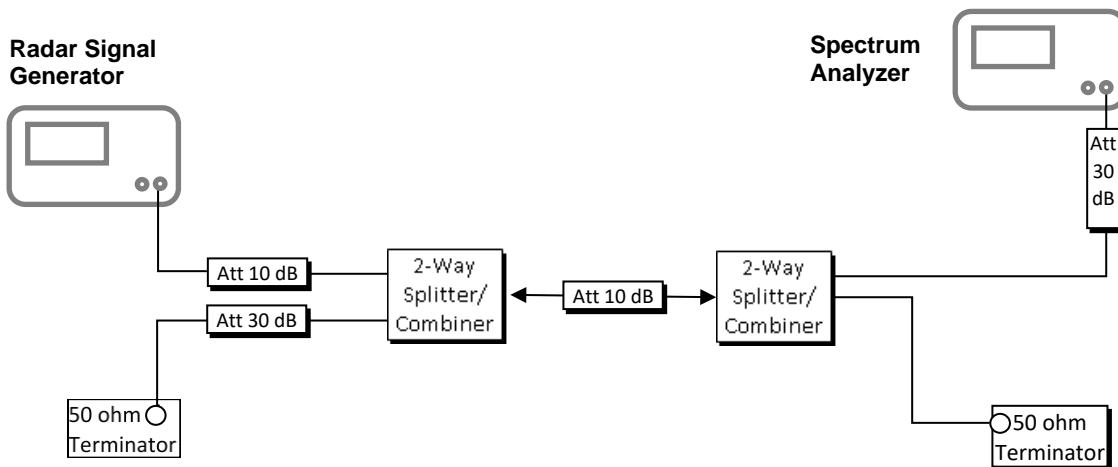 Radar Signal
Generator
Spectrum
Analyzer
Att
30
dB
Att 10 dB
Att 30 dB
2-Way
Splitter/
Combiner
Att 10 dB
2-Way
Splitter/
Combiner
50 ohm
Terminator
50 ohm
Terminator